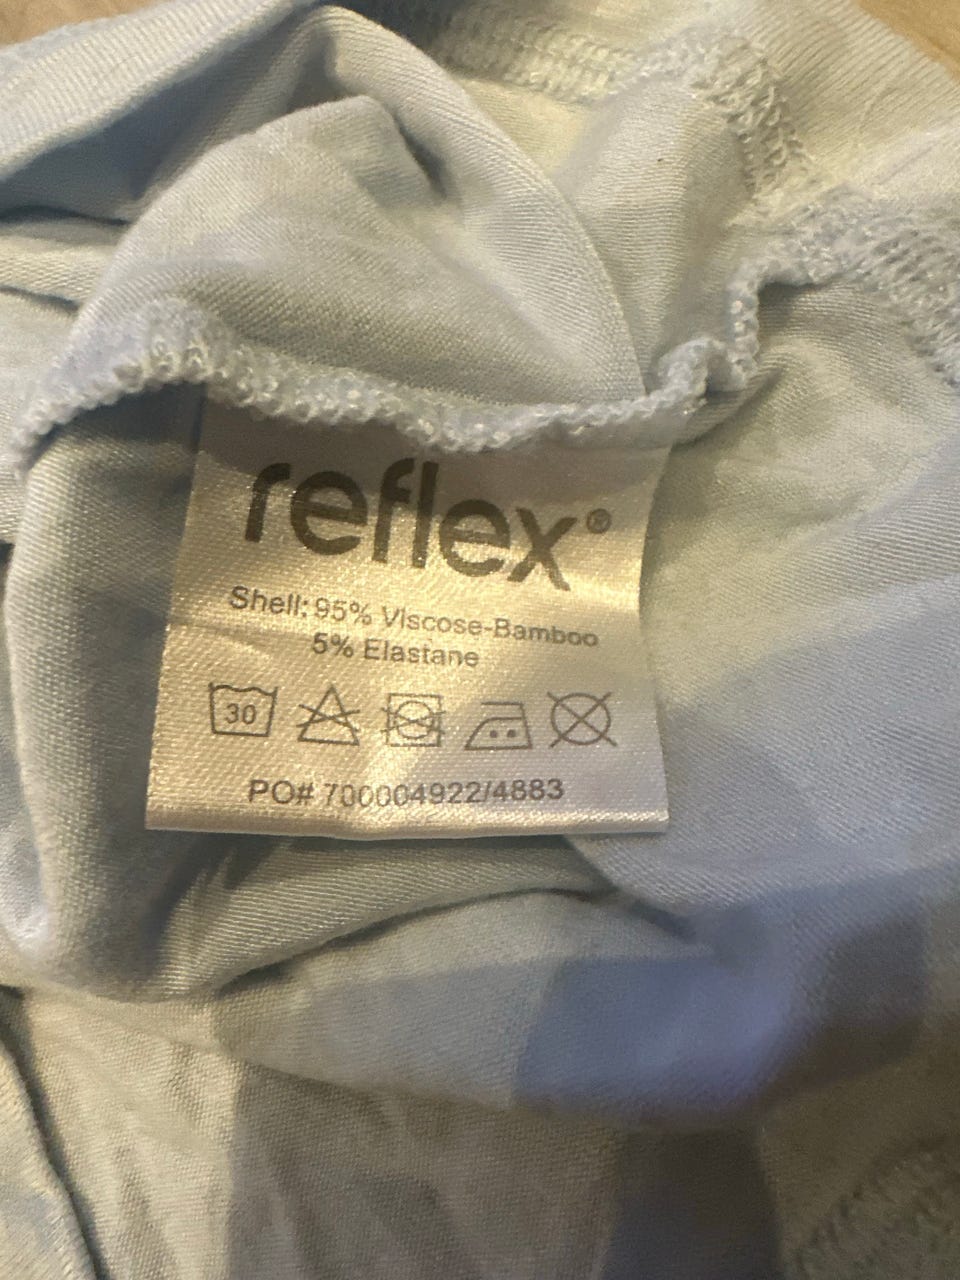 reflex®
Shell: 95% Viscose-Bamboo
5% Elastane
30
PO# 700004922/4883